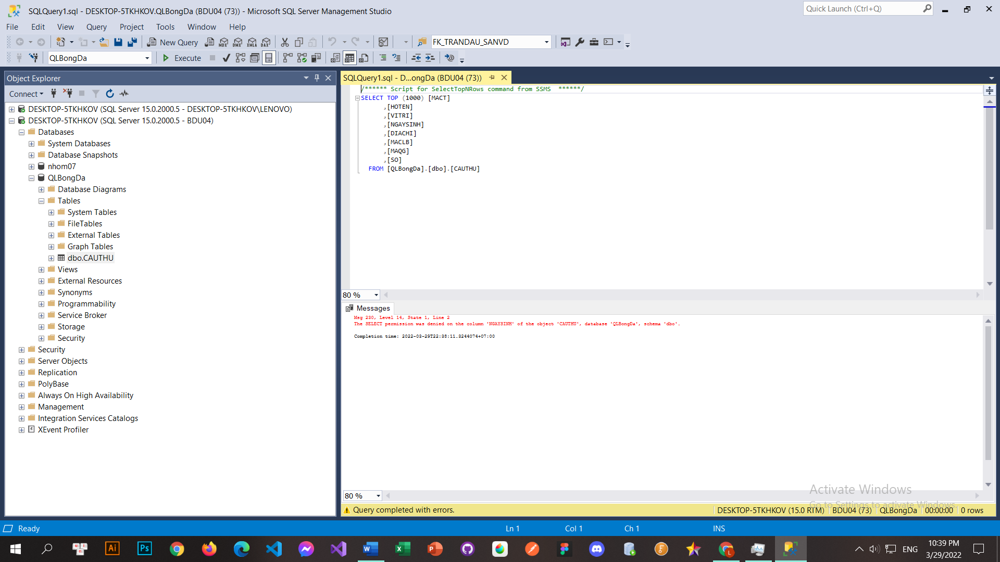 SQLQuery1.sql - DESKTOP-5TKHKOV.QLBongDa (BDU04 (73)) - Microsoft SQL Server Management Studio
Quick Launch (Ctrl+Q)
File Edit View Query Project Tools Window Help
New Query
MDX DMX XMLA DAX
FK_TRANDAU_SANVD
QLBongDa
Execute
Object Explorer
Connect
DESKTOP-5TKHKOV (SQL Server 15.0.2000.5 - DESKTOP-5TKHKOV\LENOVO)
DESKTOP-5TKHKOV (SQL Server 15.0.2000.5 - BDU04)
Databases
System Databases
Database Snapshots
nhom07
QLBongDa
Database Diagrams
Tables
System Tables
FileTables
External Tables
Graph Tables
dbo.CAUTHU
Views
External Resources
Synonyms
Programmability
Service Broker
Storage
Security
Security
Server Objects
Replication
PolyBase
Always On High Availability
Management
Integration Services Catalogs
XEvent Profiler
SQLQuery1.sql - D...ongDa (BDU04 (73))
/****** Script for SelectTopNRows command from SSMS  ******/
SELECT TOP (1000) [MACT]
,[HOTEN]
,[VITRI]
,[NGAYSINH]
,[DIACHI]
,[MACLB]
,[MAQG]
,[SO]
FROM [QLBongDa].[dbo].[CAUTHU]
80 %
Messages
Msg 230, Level 14, State 1, Line 2
The SELECT permission was denied on the column 'NGAYSINH' of the object 'CAUTHU', database 'QLBongDa', schema 'dbo'.
Completion time: 2022-03-29T22:38:11.3244074+07:00
80 %
Activate Windows
Go to Settings to activate Windows.
Query completed with errors.
DESKTOP-5TKHKOV (15.0 RTM) BDU04 (73) QLBongDa 00:00:00 0 rows
Ready
Ln 1 Col 1 Ch 1 INS
Ai
Ps
ENG
10:39 PM
3/29/2022